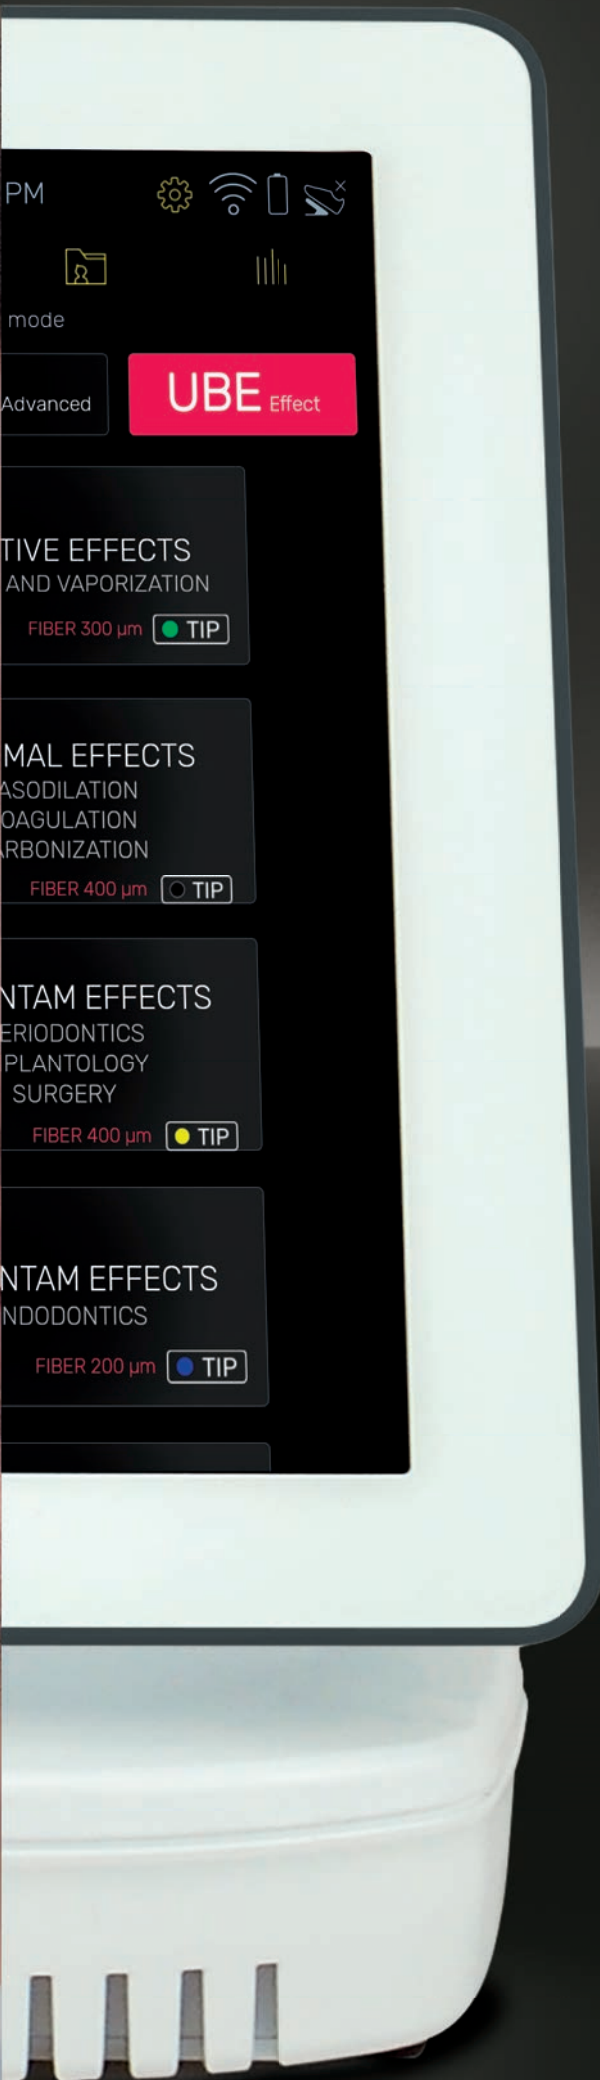 PM
mode
Advanced
UBE Effect
TIVE EFFECTS
AND VAPORIZATION
FIBER 300 µm TIP
MAL EFFECTS
ASODILATION
OAGULATION
ARBONIZATION
FIBER 400 µm TIP
NTAM EFFECTS
ERIODONTICS
PLANTOLOGY
SURGERY
FIBER 400 µm TIP
NTAM EFFECTS
NDODONTICS
FIBER 200 µm TIP